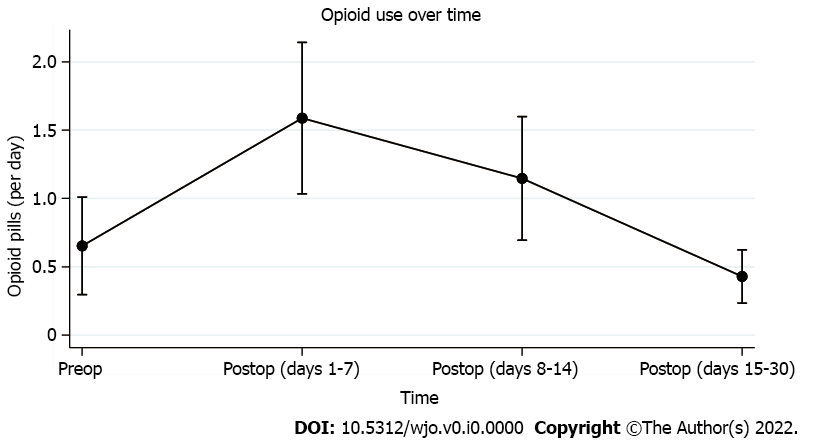 Opioid use over time
2.0
1.5
1.0
0.5
0
Opioid pills (per day)
Preop Postop (days 1-7) Postop (days 8-14) Postop (days 15-30)
Time
DOI: 10.5312/wjo.v0.i0.0000 Copyright ©The Author(s) 2022.